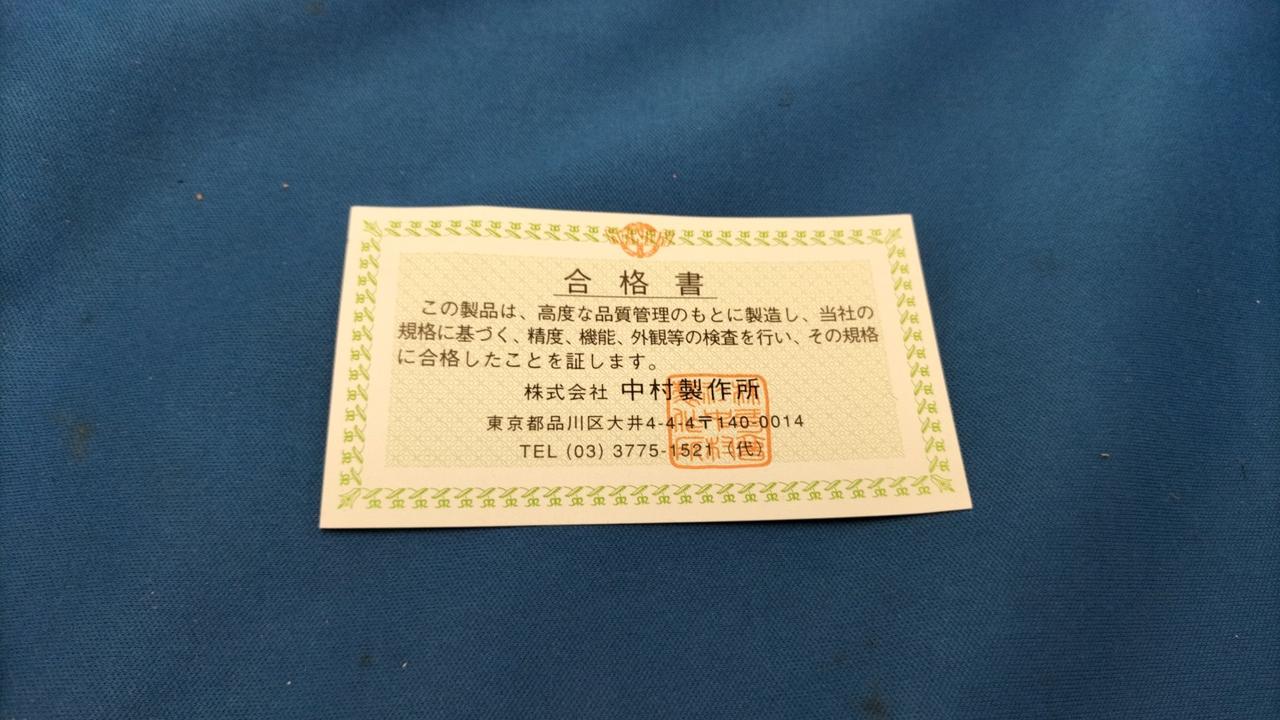 合格書
この製品は、高度な品質管理のもとに製造し、当社の
規格に基づく、精度、機能、外観等の検査を行い、その規格
に合格したことを証します。
株式会社 中村製作所
東京都品川区大井4-4-4〒140-0014
TEL (03) 3775-1521 (代)